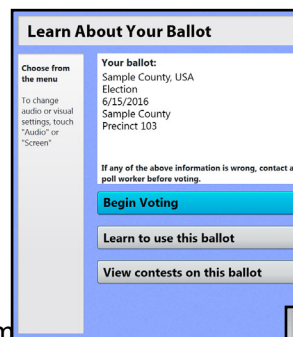 Learn About Your Ballot
Choose from
the menu
To change
audio or visual
settings, touch
"Audio" or
"Screen"
Your ballot:
Sample County, USA
Election
6/15/2016
Sample County
Precinct 103
If any of the above information is wrong, contact a
poll worker before voting.
Begin Voting
Learn to use this ballot
View contests on this ballot